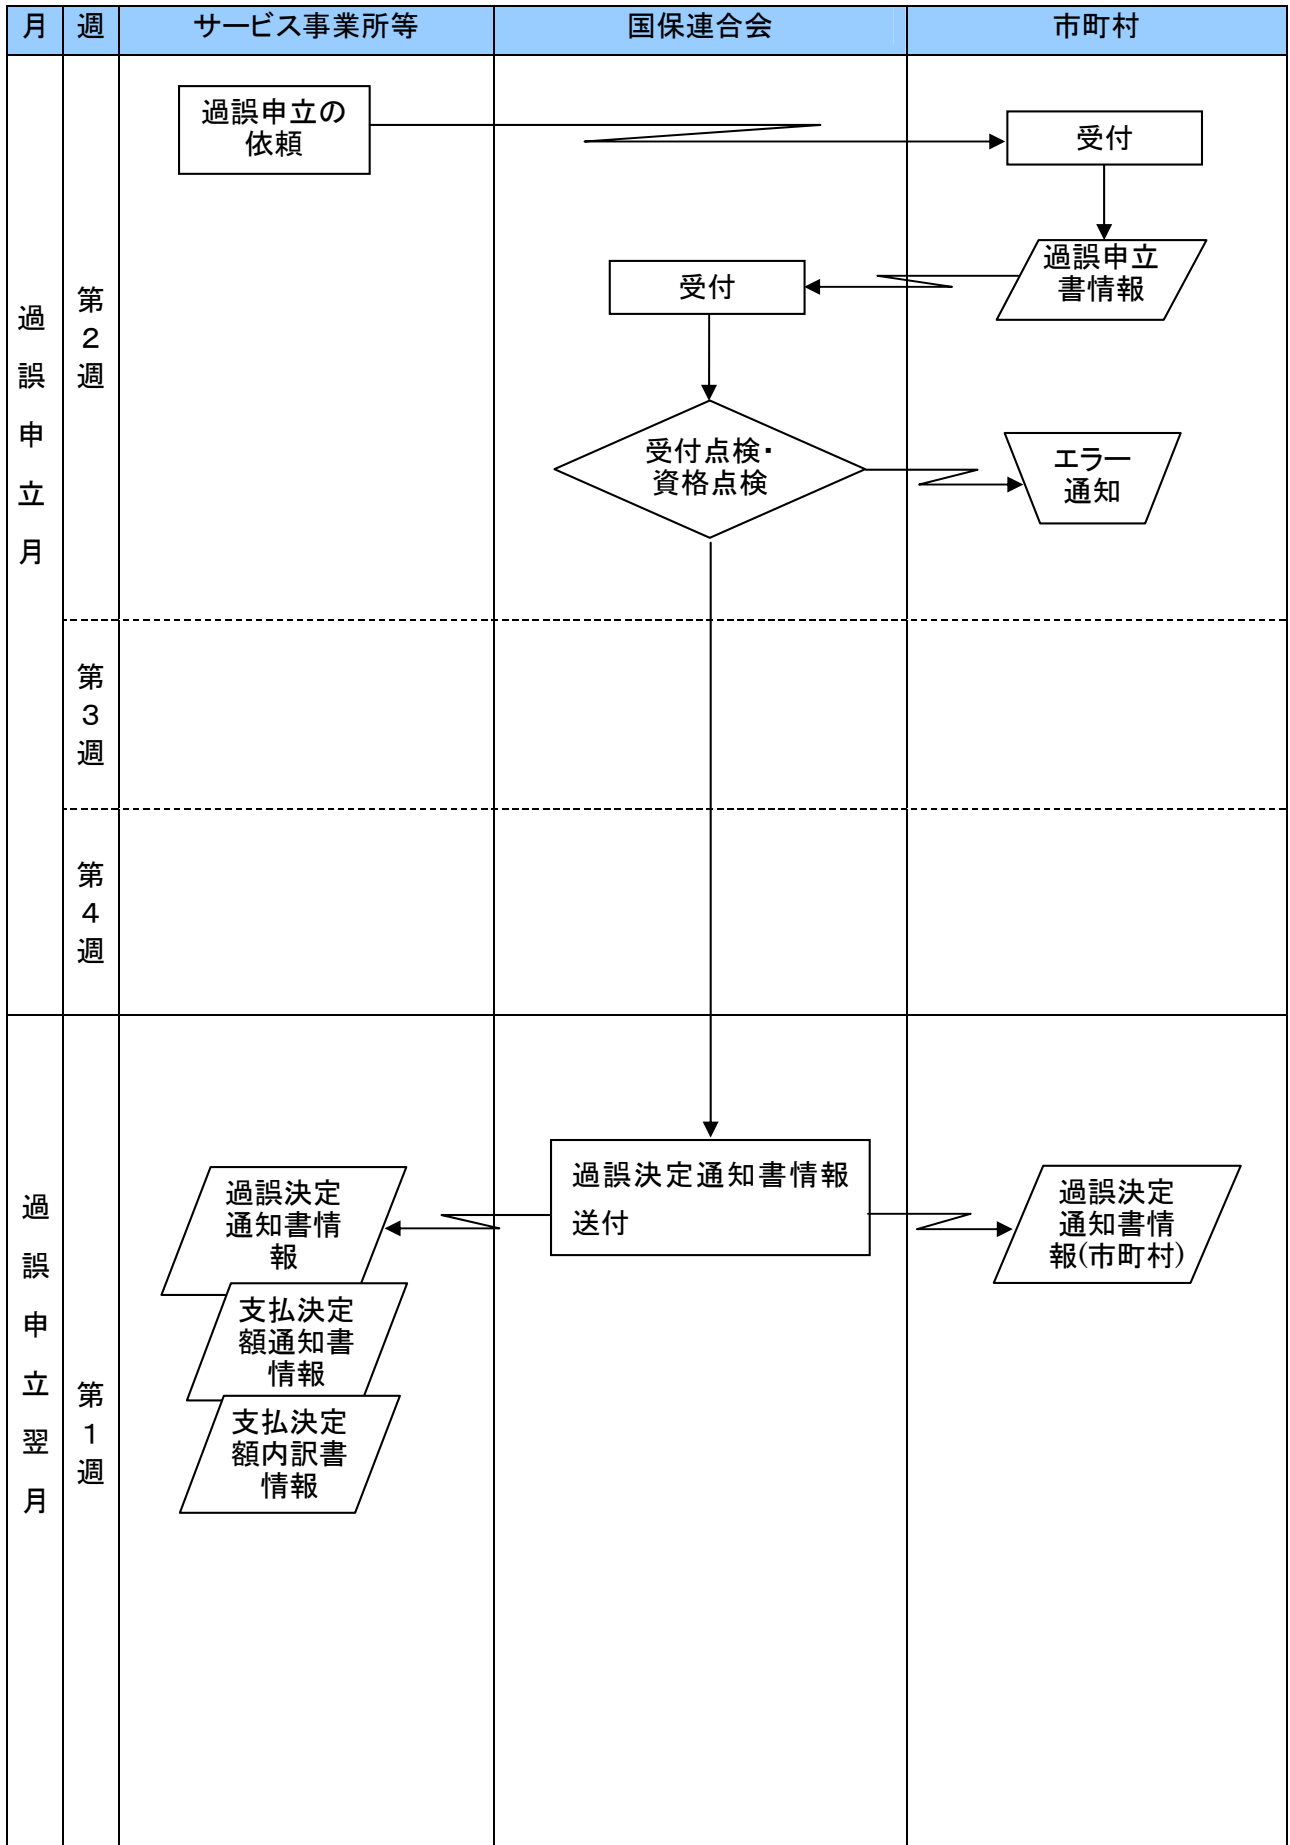 月 週 サービス事業所等 国保連合会 市町村
過誤申立月
第２週
過誤申立の
依頼
受付
過誤申立
書情報
受付
受付点検・
資格点検
エラー
通知
第３週
第４週
過誤申立翌月
第１週
過誤決定通知書情報
送付
過誤決定
通知書情
報
支払決定
額通知書
情報
支払決定
額内訳書
情報
過誤決定
通知書情
報(市町村)